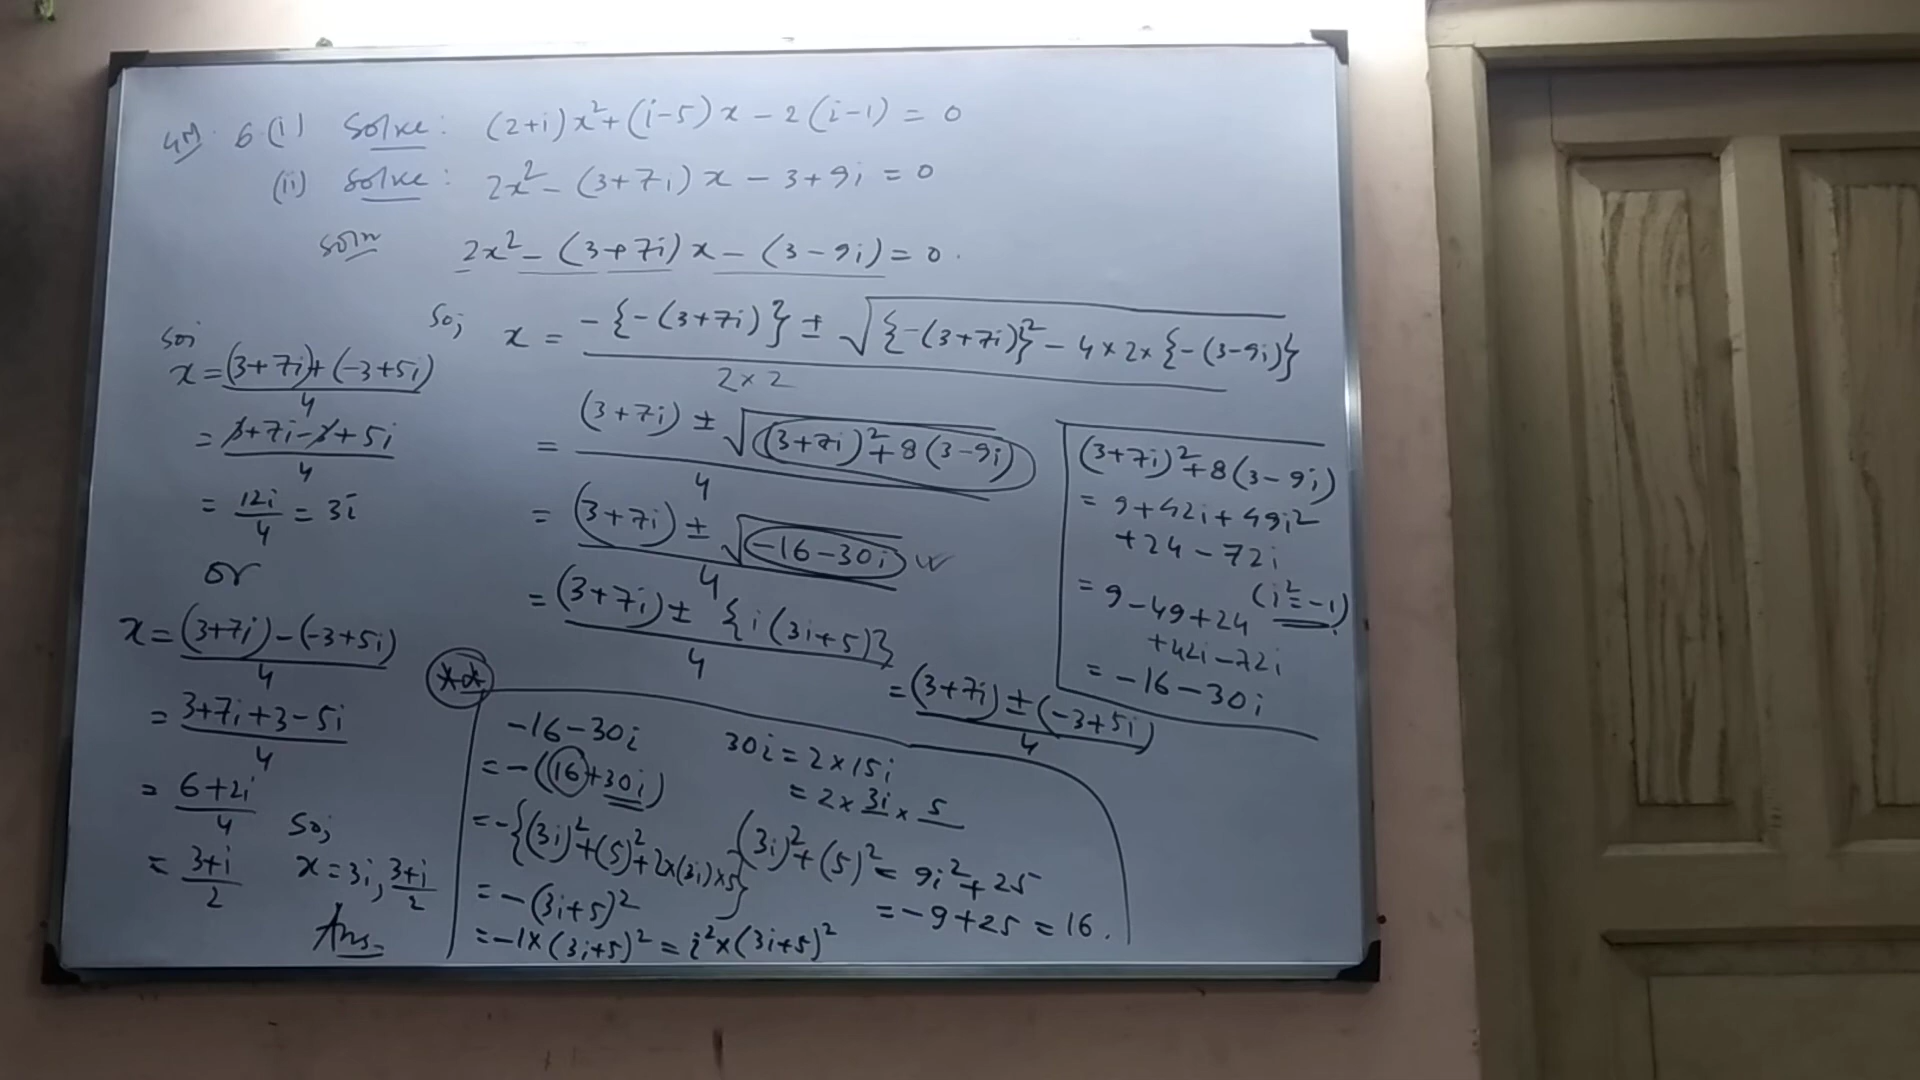 4M. 6.(i) Solve: (2+i)x²+(i-5)x-2(i-1)=0
(ii) Solve: 2x²-(3+7i)x-3+9i=0
Soln 2x²-(3+7i)x-(3-9i)=0.
So, x = (-{-(3+7i)} ± √({-(3+7i)}²-4×2×{-(3-9i)}))/(2×2)
= ((3+7i) ± √((3+7i)²+8(3-9i)))/4
= ((3+7i) ± √(-16-30i))/4
= ((3+7i) ± {i(3i+5)})/4
= ((3+7i) ± (-3+5i))/4
(3+7i)²+8(3-9i)
= 9+42i+49i²
+24-72i
= 9-49+24 (i²=-1)
+42i-72i
= -16-30i
**
-16-30i
= -(16+30i)
= -{(3i)²+(5)²+2×(3i)×5}
= -(3i+5)²
= -1×(3i+5)² = i²×(3i+5)²
30i = 2×15i
= 2×3i×5
(3i)²+(5)² = 9i²+25
= -9+25 = 16.
So,
x = ((3+7i)+(-3+5i))/4
= (3+7i-3+5i)/4
= 12i/4 = 3i
or
x = ((3+7i)-(-3+5i))/4
= (3+7i+3-5i)/4
= (6+2i)/4
= (3+i)/2
So,
x = 3i, (3+i)/2
Ans.